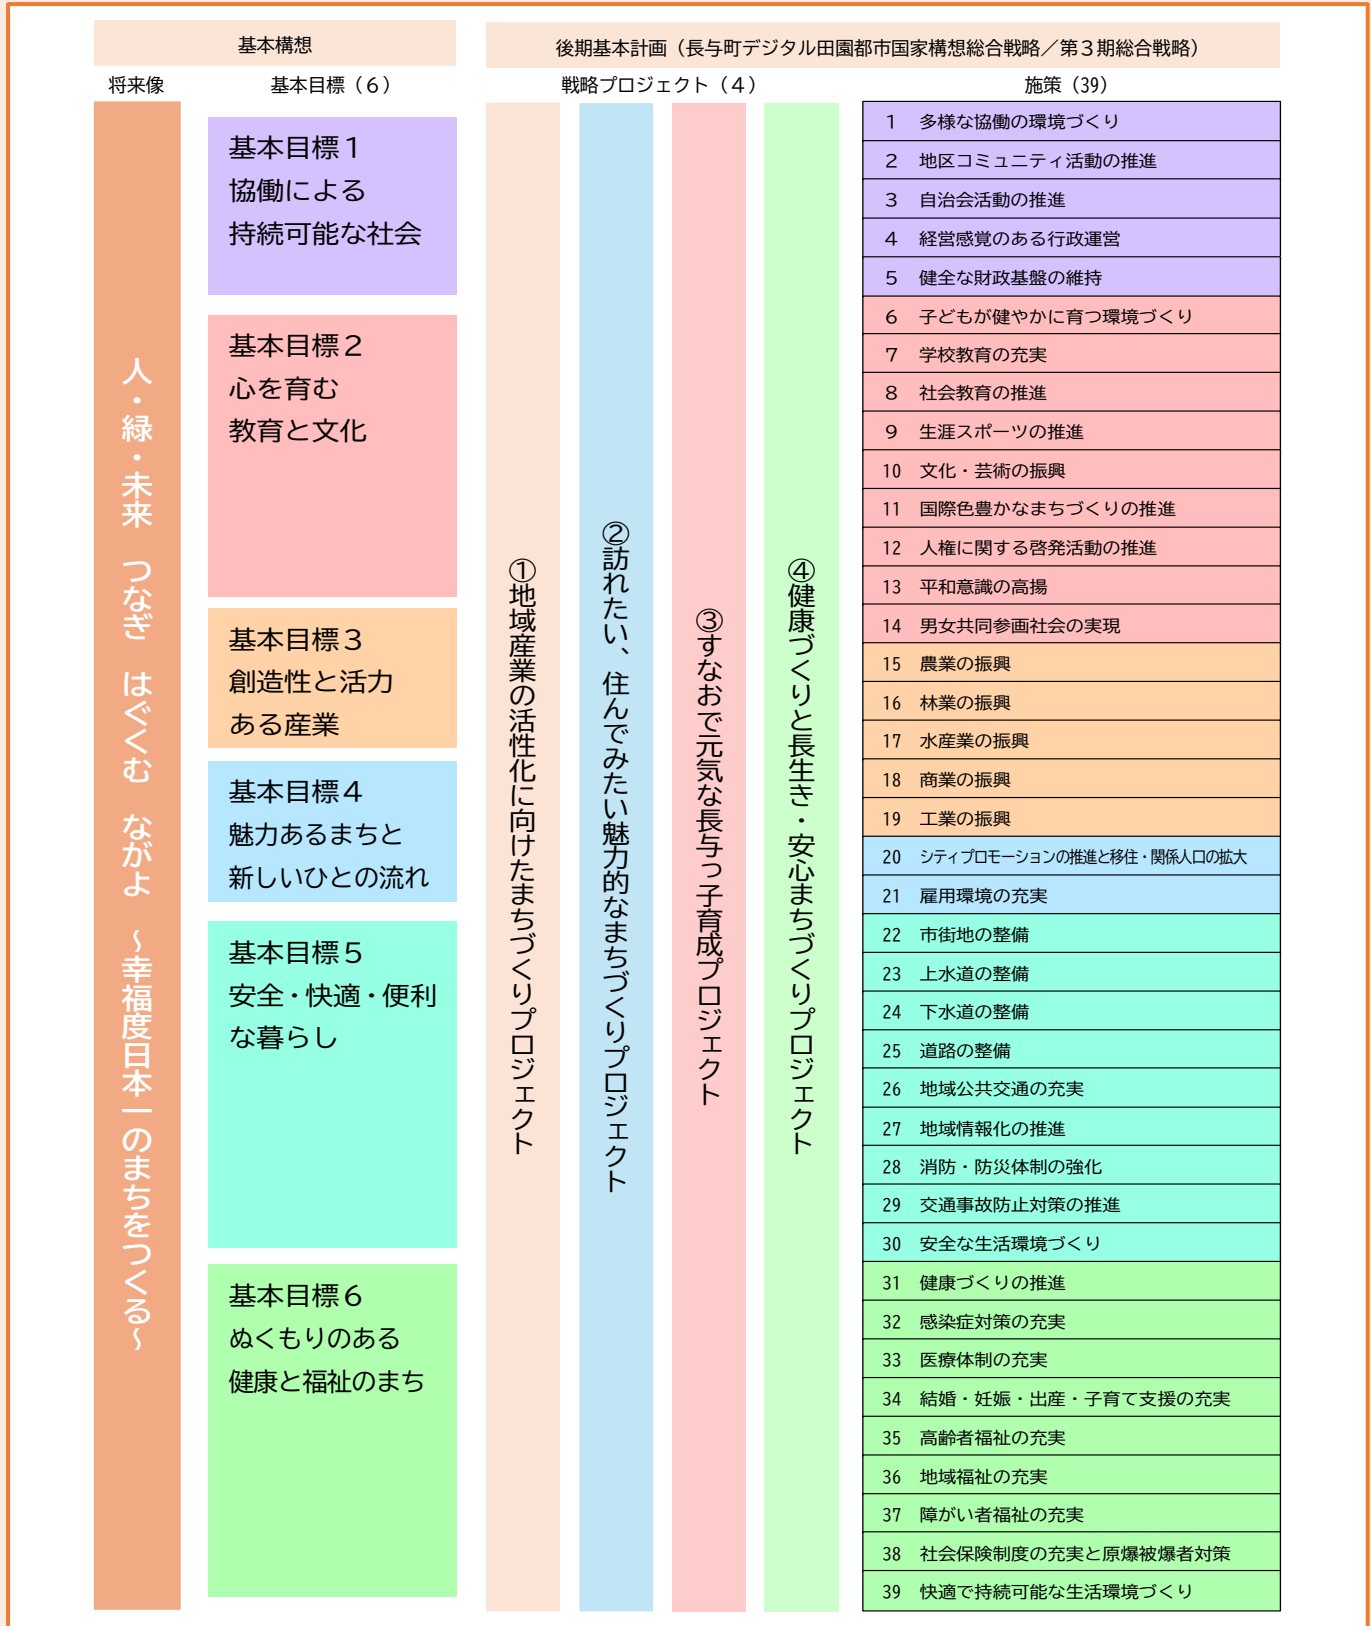 基本構想
後期基本計画（長与町デジタル田園都市国家構想総合戦略／第３期総合戦略）
将来像
基本目標（６）
戦略プロジェクト（４）
施策（39）
人・緑・未来　つなぎ　はぐくむ　ながよ　～幸福度日本一のまちをつくる～
基本目標１
協働による
持続可能な社会
基本目標２
心を育む
教育と文化
基本目標３
創造性と活力
ある産業
基本目標４
魅力あるまちと
新しいひとの流れ
基本目標５
安全・快適・便利
な暮らし
基本目標６
ぬくもりのある
健康と福祉のまち
①地域産業の活性化に向けたまちづくりプロジェクト
②訪れたい、住んでみたい魅力的なまちづくりプロジェクト
③すなおで元気な長与っ子育成プロジェクト
④健康づくりと長生き・安心まちづくりプロジェクト
1　多様な協働の環境づくり
2　地区コミュニティ活動の推進
3　自治会活動の推進
4　経営感覚のある行政運営
5　健全な財政基盤の維持
6　子どもが健やかに育つ環境づくり
7　学校教育の充実
8　社会教育の推進
9　生涯スポーツの推進
10　文化・芸術の振興
11　国際色豊かなまちづくりの推進
12　人権に関する啓発活動の推進
13　平和意識の高揚
14　男女共同参画社会の実現
15　農業の振興
16　林業の振興
17　水産業の振興
18　商業の振興
19　工業の振興
20　シティプロモーションの推進と移住・関係人口の拡大
21　雇用環境の充実
22　市街地の整備
23　上水道の整備
24　下水道の整備
25　道路の整備
26　地域公共交通の充実
27　地域情報化の推進
28　消防・防災体制の強化
29　交通事故防止対策の推進
30　安全な生活環境づくり
31　健康づくりの推進
32　感染症対策の充実
33　医療体制の充実
34　結婚・妊娠・出産・子育て支援の充実
35　高齢者福祉の充実
36　地域福祉の充実
37　障がい者福祉の充実
38　社会保険制度の充実と原爆被爆者対策
39　快適で持続可能な生活環境づくり